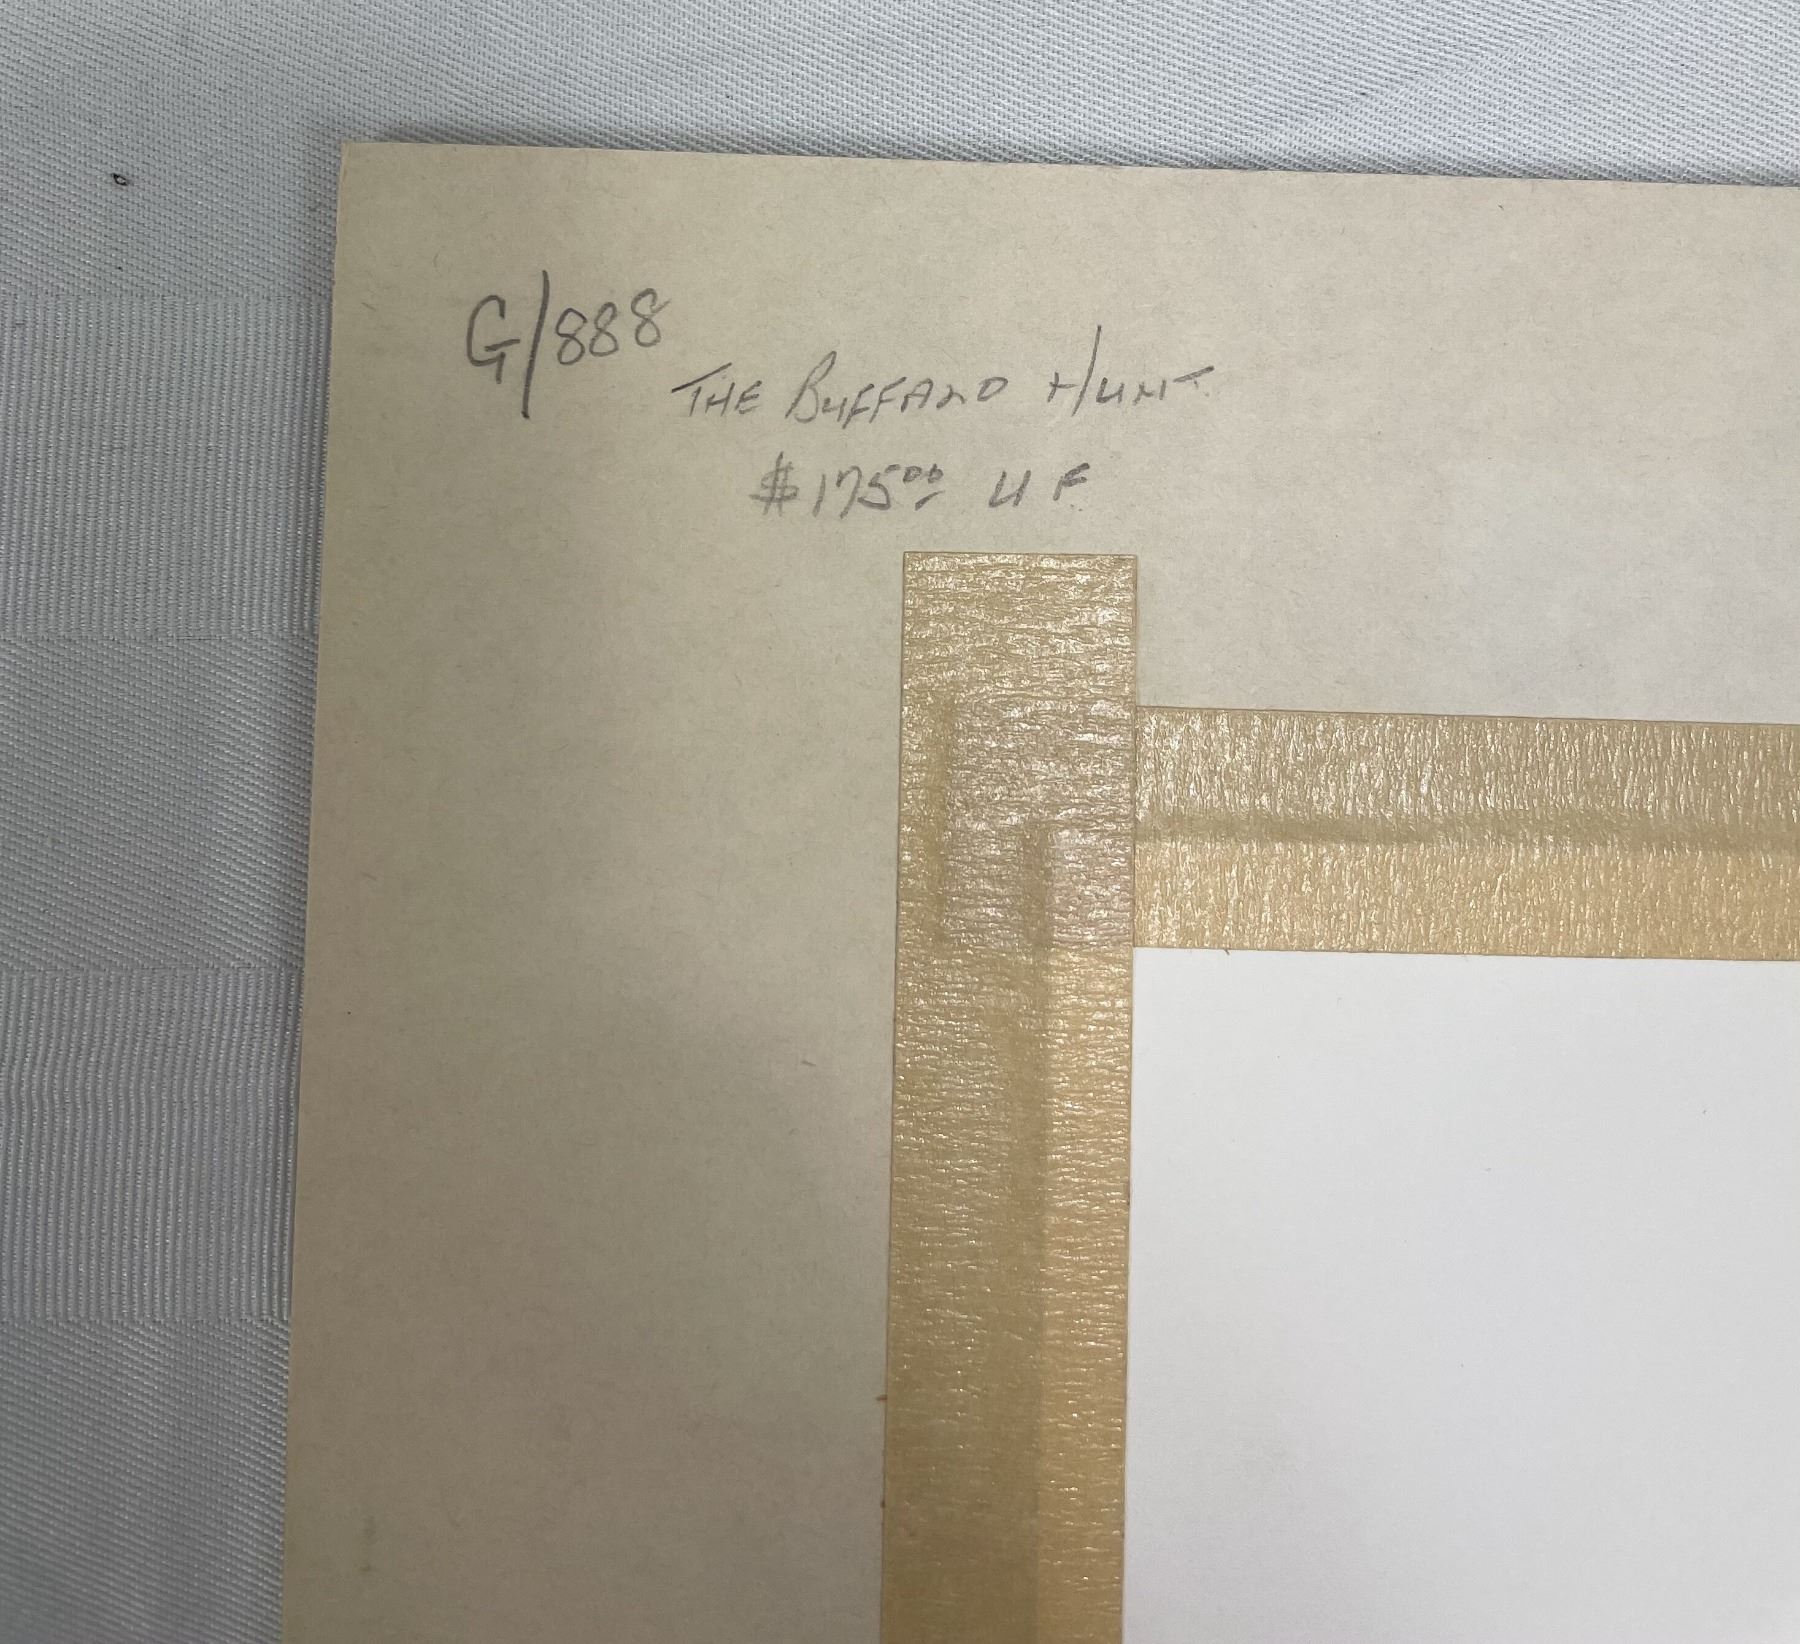 G/888
THE BUFFALO HUNT
$175.00 UF